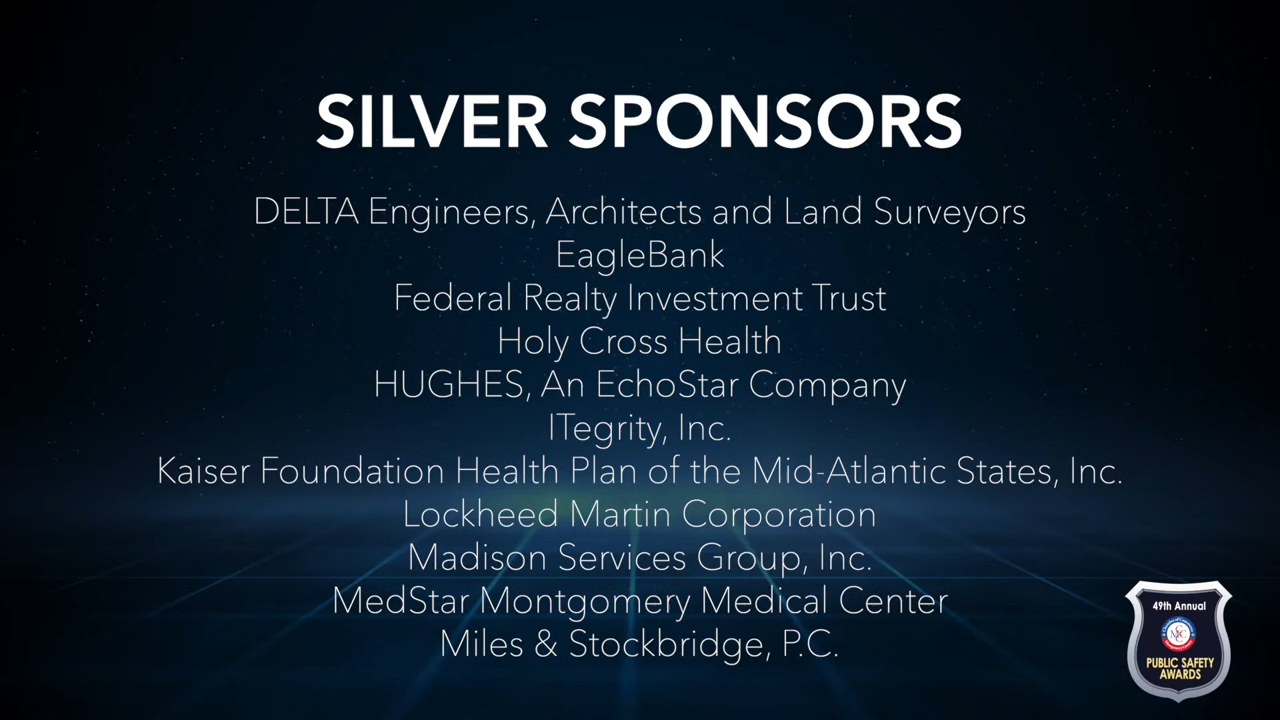 SILVER SPONSORS
DELTA Engineers, Architects and Land Surveyors
EagleBank
Federal Realty Investment Trust
Holy Cross Health
HUGHES, An EchoStar Company
ITegrity, Inc.
Kaiser Foundation Health Plan of the Mid-Atlantic States, Inc.
Lockheed Martin Corporation
Madison Services Group, Inc.
MedStar Montgomery Medical Center
Miles & Stockbridge, P.C.
49th Annual
PUBLIC SAFETY
AWARDS